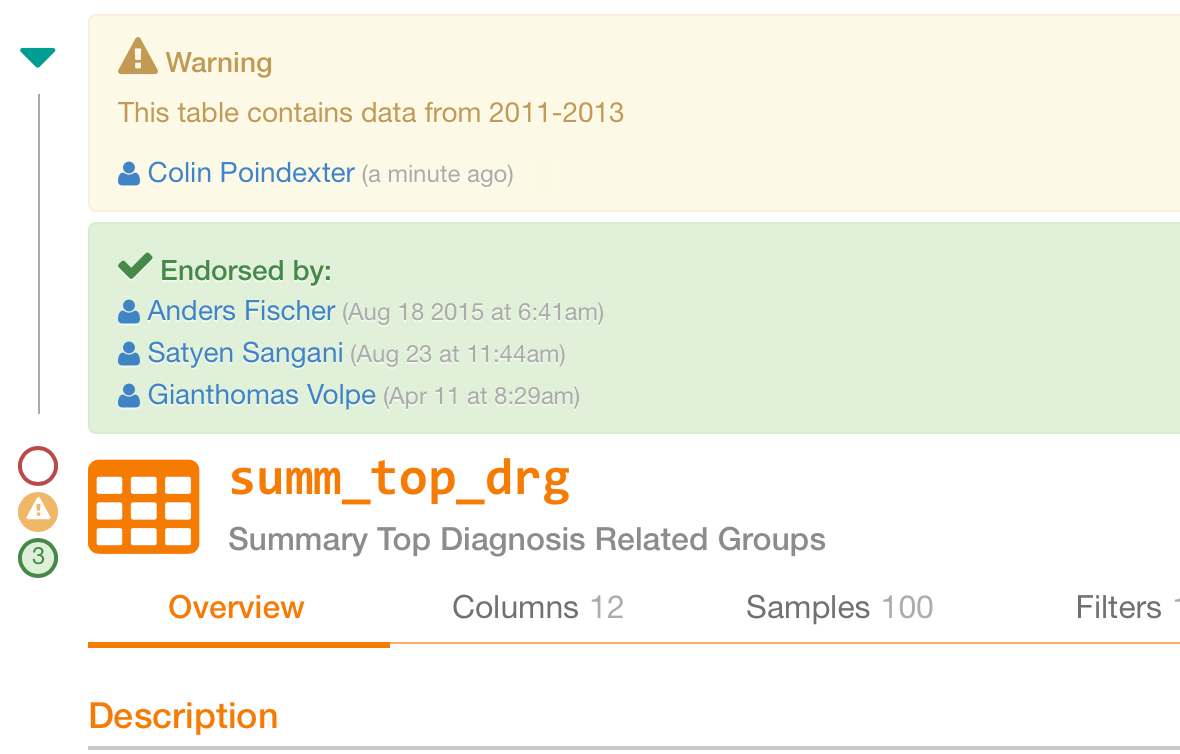 Warning
This table contains data from 2011-2013
Colin Poindexter (a minute ago)
Endorsed by:
Anders Fischer (Aug 18 2015 at 6:41am)
Satyen Sangani (Aug 23 at 11:44am)
Gianthomas Volpe (Apr 11 at 8:29am)
summ_top_drg
Summary Top Diagnosis Related Groups
3
Overview Columns 12 Samples 100 Filters
Description